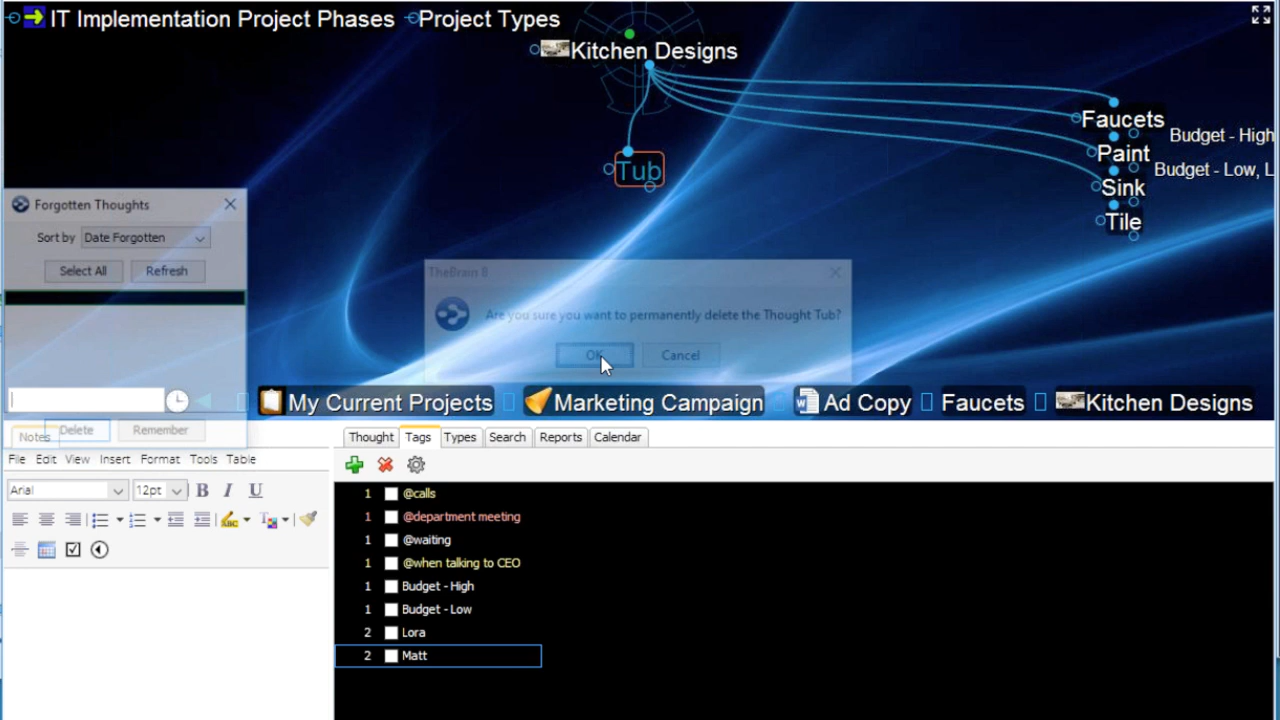 IT Implementation Project Phases
Project Types
Kitchen Designs
Faucets
Budget - High
Paint
Budget - Low, L
Sink
Tile
Tub
Forgotten Thoughts
Sort by Date Forgotten
Select All Refresh
TheBrain 8
Are you sure you want to permanently delete the Thought Tub?
OK Cancel
My Current Projects Marketing Campaign Ad Copy Faucets Kitchen Designs
Delete Remember
Notes
File Edit View Insert Format Tools Table
Arial 12pt B I U
ABC
Thought Tags Types Search Reports Calendar
1 @calls
1 @department meeting
1 @waiting
1 @when talking to CEO
1 Budget - High
1 Budget - Low
2 Lora
2 Matt